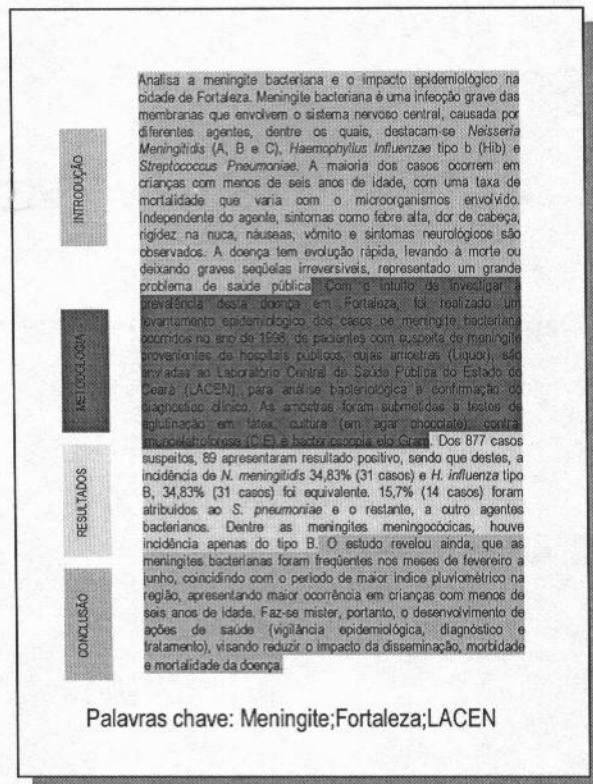 Analisa a meningite bacteriana e o impacto epidemiológico na
cidade de Fortaleza. Meningite bacteriana é uma infecção grave das
membranas que envolvem o sistema nervoso central, causada por
diferentes agentes, dentre os quais, destacam-se Neisseria
Meningitidis (A, B e C), Haemophyllus Influenzae tipo b (Hib) e
Streptococcus Pneumoniae. A maioria dos casos ocorrem em
crianças com menos de seis anos de idade, com uma taxa de
mortalidade que varia com o microorganismos envolvido.
Independente do agente, sintomas como febre alta, dor de cabeça,
rigidez na nuca, náuseas, vômito e sintomas neurológicos são
observados. A doença tem evolução rápida, levando à morte ou
deixando graves seqüelas irreversíveis, representado um grande
problema de saúde pública. Com o intuito de investigar a
prevalência desta doença em Fortaleza, foi realizado um
levantamento epidemiológico dos casos de meningite bacteriana
ocorridos no ano de 1998, de pacientes com suspeita de meningite
provenientes de hospitais públicos, cujas amostras (Liquor), são
enviadas ao Laboratório Central de Saúde Pública do Estado do
Ceará (LACEN), para análise bacteriológica e confirmação do
diagnostico clínico. As amostras foram submetidas a testes de
aglutinação em látex, cultura (em agar chocolate), contra
imunoeletroforese (CIE) e bacterioscopia elo Gram. Dos 877 casos
suspeitos, 89 apresentaram resultado positivo, sendo que destes, a
incidência de N. meningitidis 34,83% (31 casos) e H. influenza tipo
B, 34,83% (31 casos) foi equivalente. 15,7% (14 casos) foram
atribuídos ao S. pneumoniae e o restante, a outro agentes
bacterianos. Dentre as meningites meningocócicas, houve
incidência apenas do tipo B. O estudo revelou ainda, que as
meningites bacterianas foram freqüentes nos meses de fevereiro a
junho, coincidindo com o período de maior índice pluviométrico na
região, apresentando maior ocorrência em crianças com menos de
seis anos de idade. Faz-se mister, portanto, o desenvolvimento de
ações de saúde (vigilância epidemiológica, diagnóstico e
tratamento), visando reduzir o impacto da disseminação, morbidade
e mortalidade da doença.
INTRODUÇÃO
METODOLOGIA
RESULTADOS
CONCLUSÃO
Palavras chave: Meningite;Fortaleza;LACEN